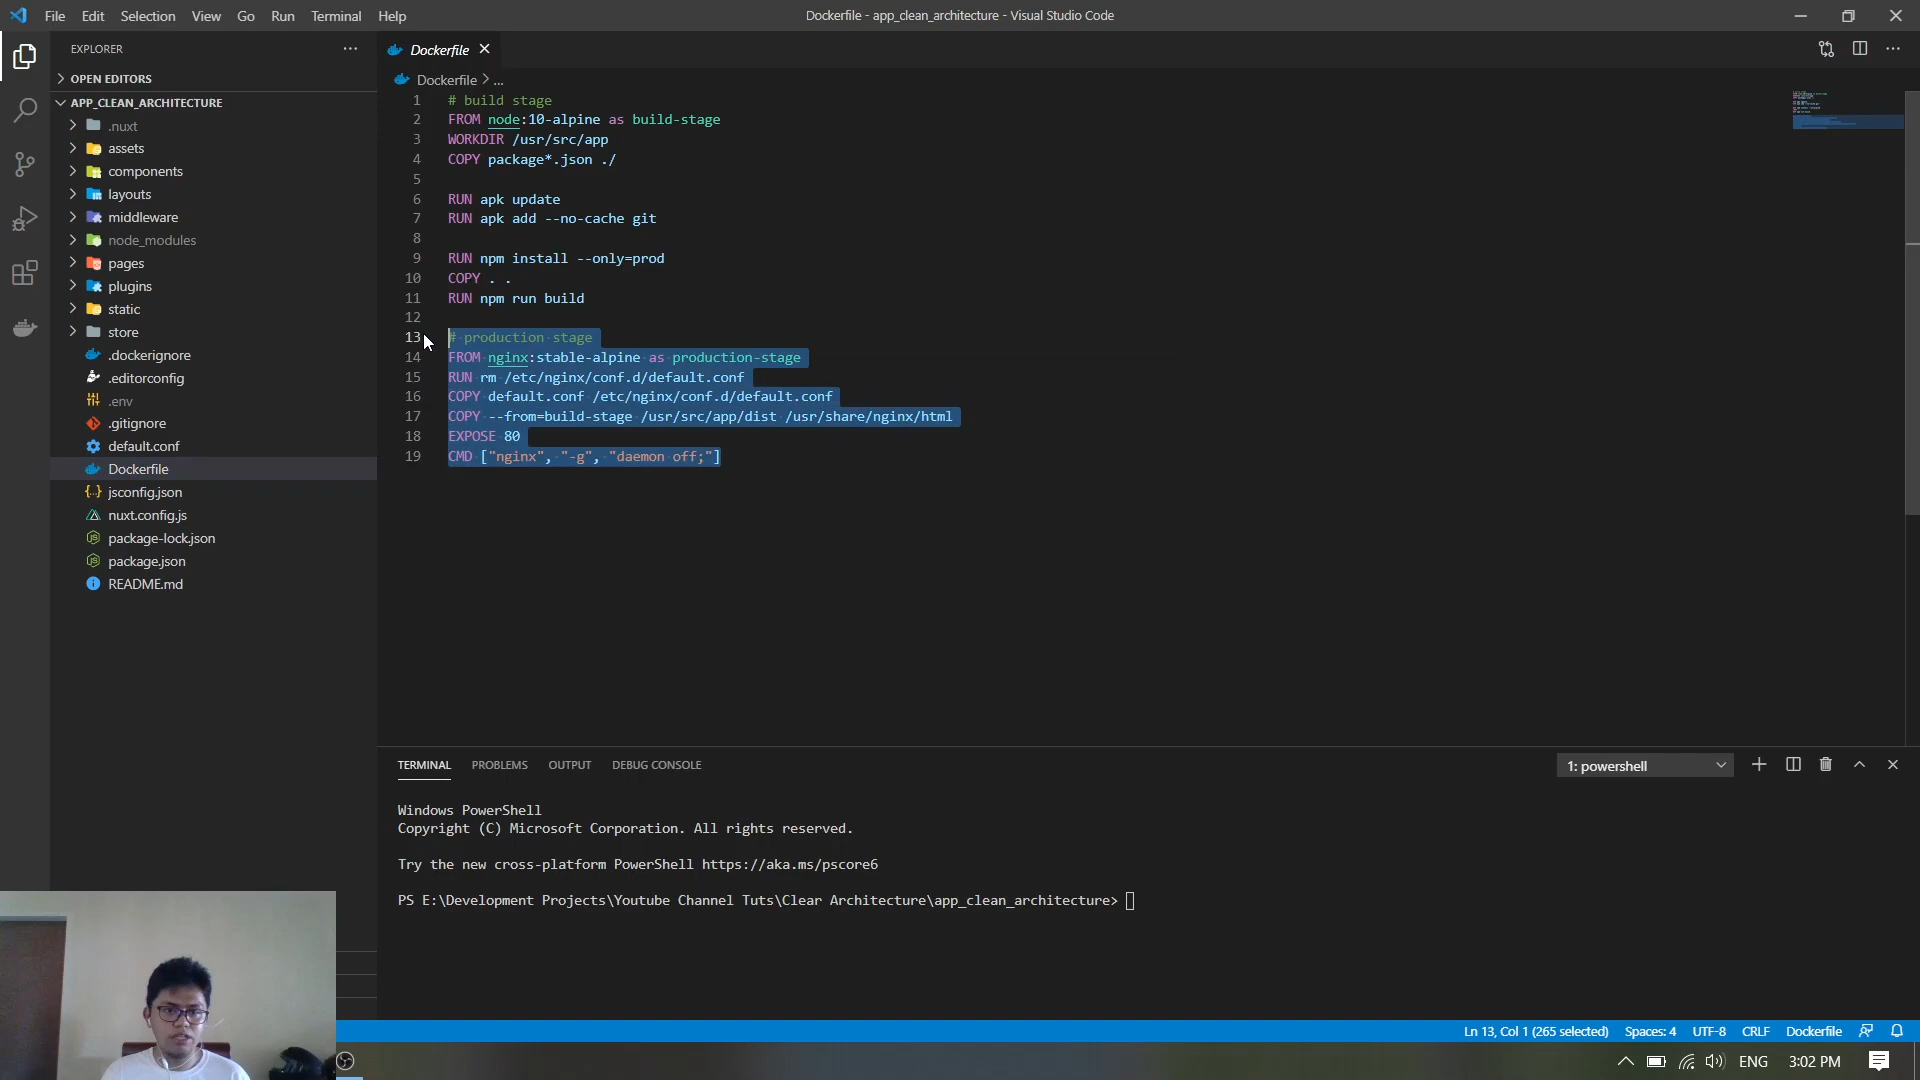 File Edit Selection View Go Run Terminal Help
Dockerfile - app_clean_architecture - Visual Studio Code
EXPLORER
OPEN EDITORS
APP_CLEAN_ARCHITECTURE
.nuxt
assets
components
layouts
middleware
node_modules
pages
plugins
static
store
.dockerignore
.editorconfig
.env
.gitignore
default.conf
Dockerfile
jsconfig.json
nuxt.config.js
package-lock.json
package.json
README.md
Dockerfile
Dockerfile > ...
1 # build stage
2 FROM node:10-alpine as build-stage
3 WORKDIR /usr/src/app
4 COPY package*.json ./
5
6 RUN apk update
7 RUN apk add --no-cache git
8
9 RUN npm install --only=prod
10 COPY . .
11 RUN npm run build
12
13 # production stage
14 FROM nginx:stable-alpine as production-stage
15 RUN rm /etc/nginx/conf.d/default.conf
16 COPY default.conf /etc/nginx/conf.d/default.conf
17 COPY --from=build-stage /usr/src/app/dist /usr/share/nginx/html
18 EXPOSE 80
19 CMD ["nginx", "-g", "daemon off;"]
TERMINAL PROBLEMS OUTPUT DEBUG CONSOLE
1: powershell
Windows PowerShell
Copyright (C) Microsoft Corporation. All rights reserved.
Try the new cross-platform PowerShell https://aka.ms/pscore6
PS E:\Development Projects\Youtube Channel Tuts\Clear Architecture\app_clean_architecture>
Ln 13, Col 1 (265 selected) Spaces: 4 UTF-8 CRLF Dockerfile
ENG 3:02 PM